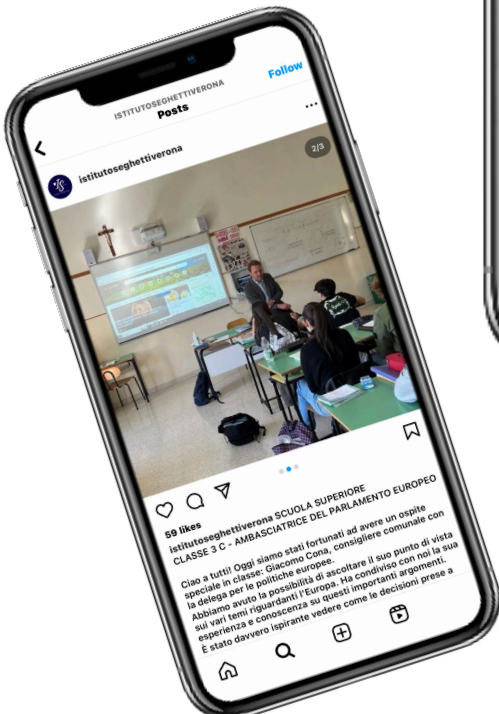 ISTITUTOSEGHETTIVERONA
Posts
Follow
istitutoseghettiverona
2/3
59 likes
istitutoseghettiverona SCUOLA SUPERIORE
CLASSE 3 C - AMBASCIATRICE DEL PARLAMENTO EUROPEO
Ciao a tutti! Oggi siamo stati fortunati ad avere un ospite
speciale in classe: Giacomo Cona, consigliere comunale con
la delega per le politiche europee.
Abbiamo avuto la possibilità di ascoltare il suo punto di vista
sui vari temi riguardanti l'Europa. Ha condiviso con noi la sua
esperienza e conoscenza su questi importanti argomenti.
È stato davvero ispirante vedere come le decisioni prese a